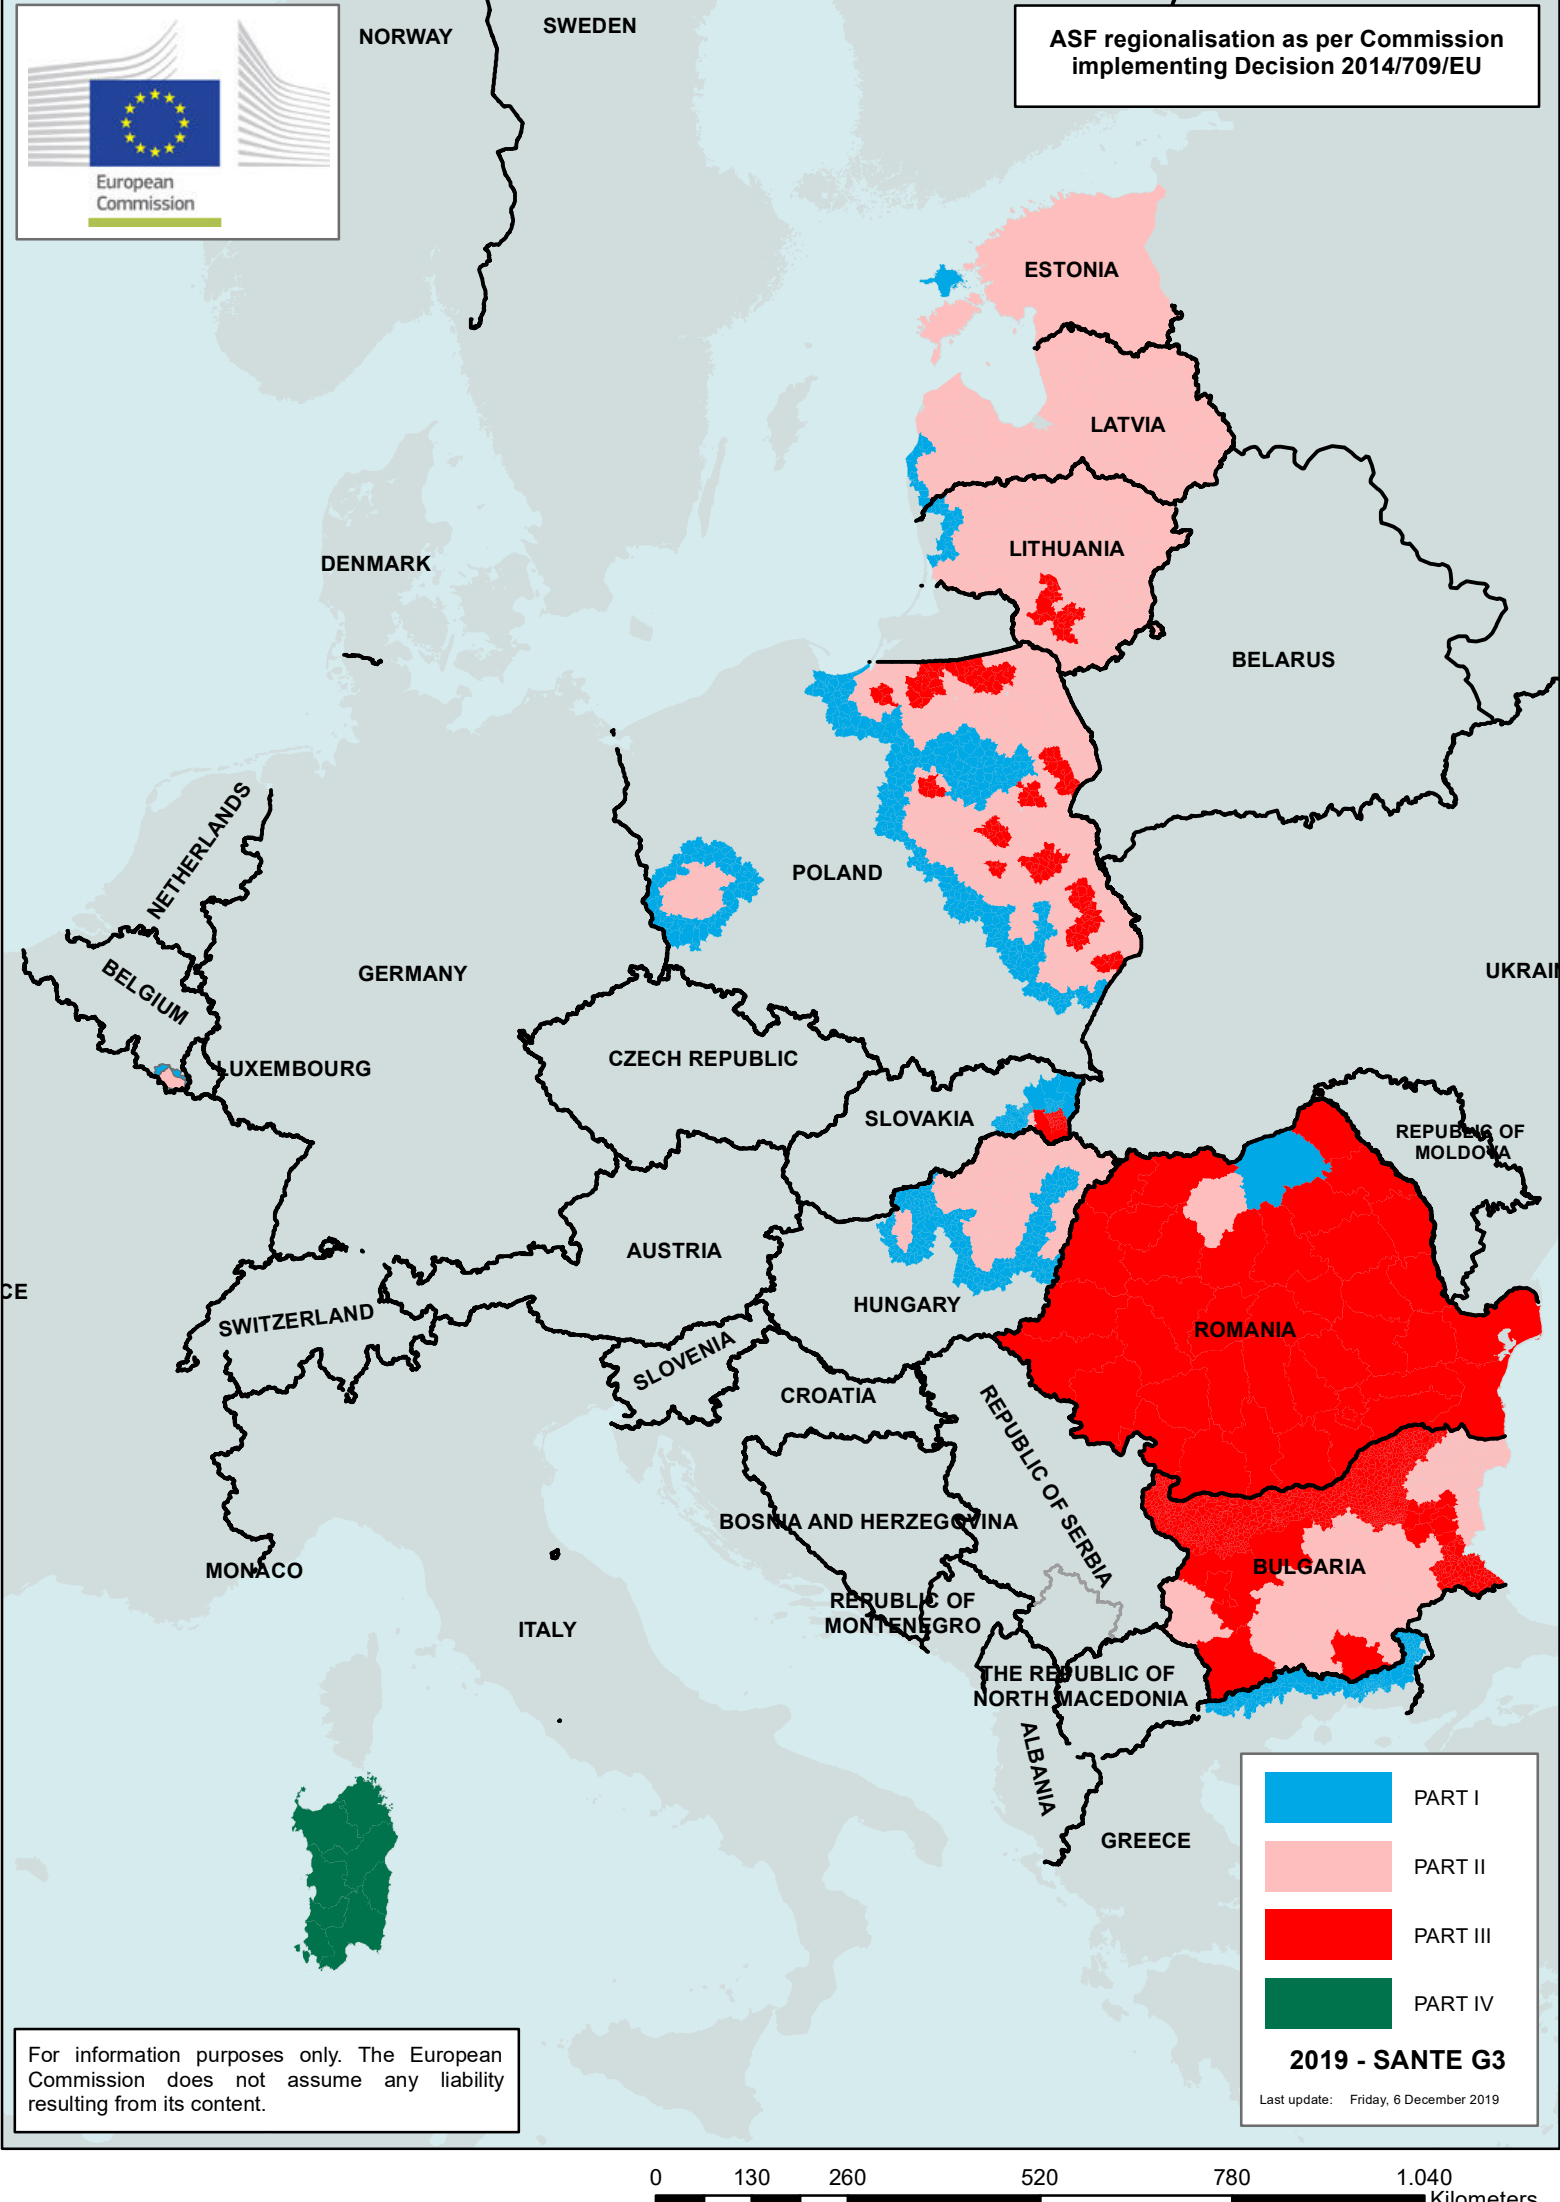 NORWAY
SWEDEN
ASF regionalisation as per Commission
implementing Decision 2014/709/EU
European
Commission
ESTONIA
LATVIA
LITHUANIA
DENMARK
BELARUS
NETHERLANDS
POLAND
BELGIUM
GERMANY
UKRAI
LUXEMBOURG
CZECH REPUBLIC
SLOVAKIA
REPUBLIC OF
MOLDOVA
AUSTRIA
CE
HUNGARY
SWITZERLAND
ROMANIA
SLOVENIA
CROATIA
REPUBLIC OF SERBIA
BOSNIA AND HERZEGOVINA
BULGARIA
MONACO
REPUBLIC OF
MONTENEGRO
ITALY
THE REPUBLIC OF
NORTH MACEDONIA
ALBANIA
GREECE
PART I
PART II
PART III
PART IV
2019 - SANTE G3
Last update: Friday, 6 December 2019
For information purposes only. The European
Commission does not assume any liability
resulting from its content.
0 130 260 520 780 1.040
Kilometers